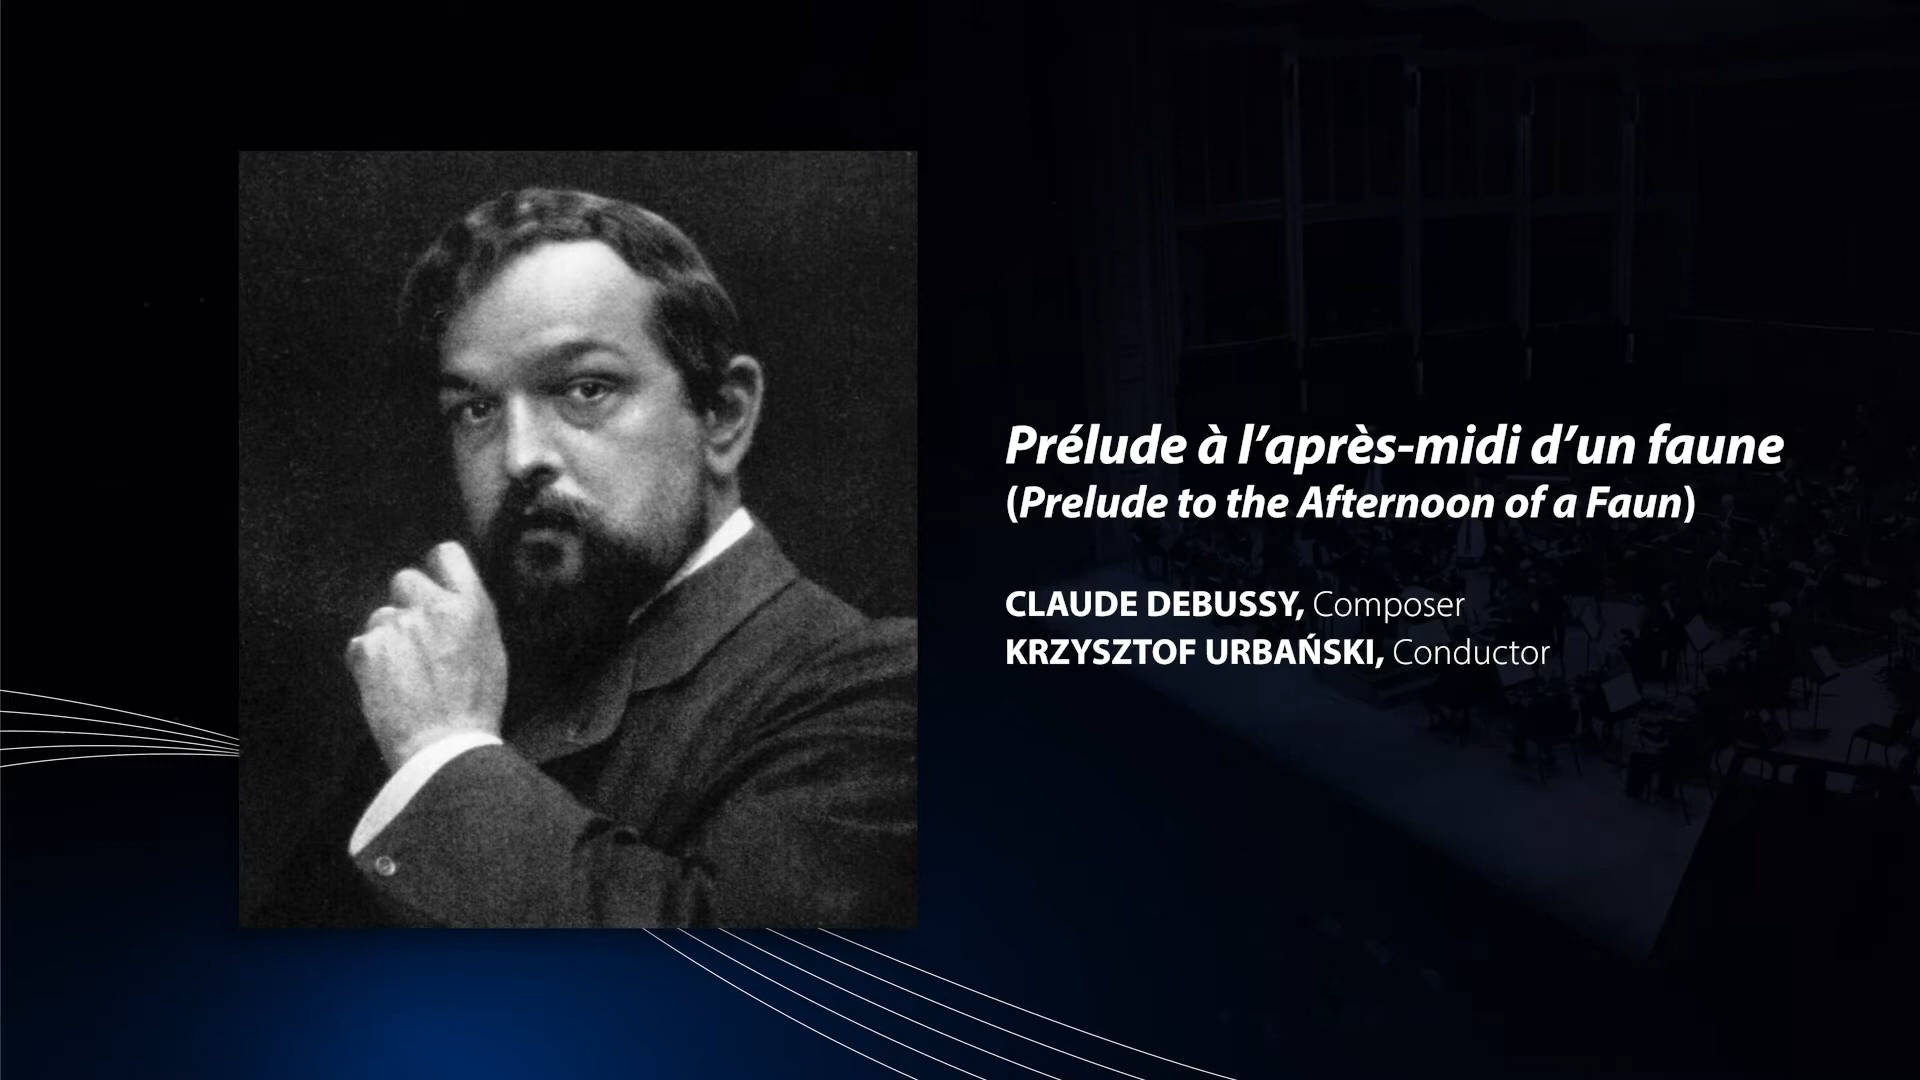 Prélude à l’après-midi d’un faune
(Prelude to the Afternoon of a Faun)
CLAUDE DEBUSSY, Composer
KRZYSZTOF URBAŃSKI, Conductor